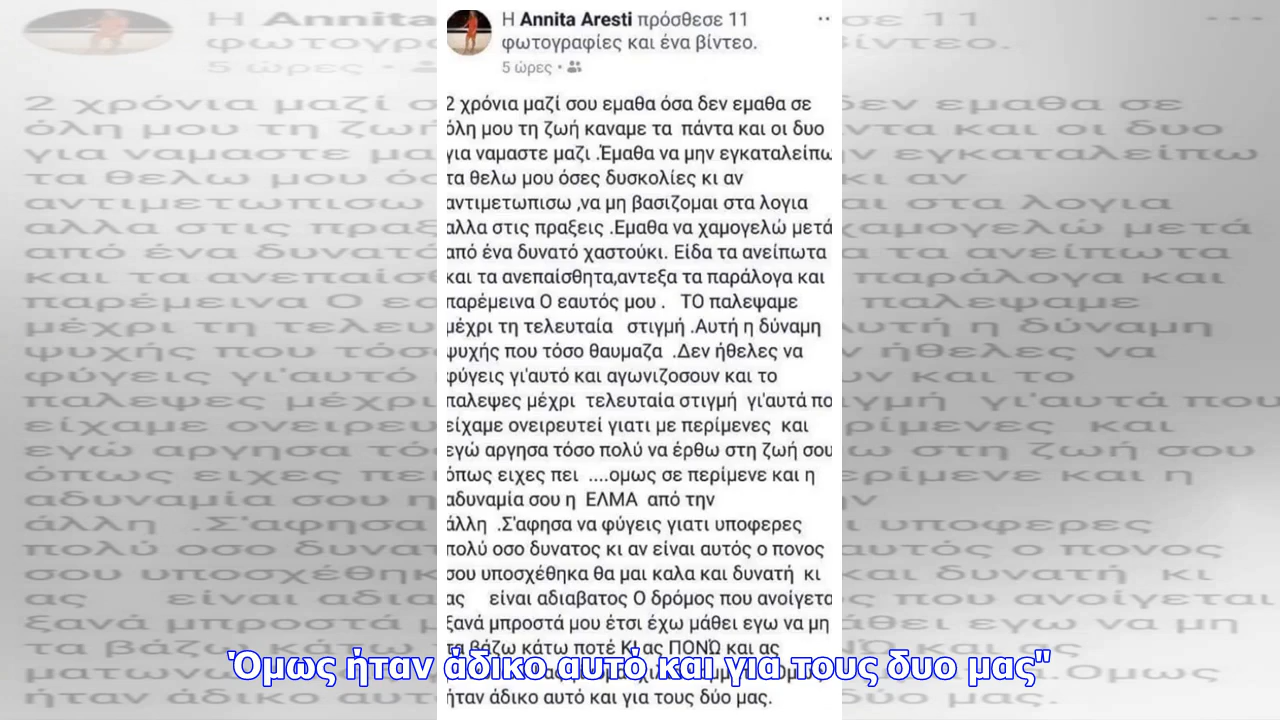 Η Annita Aresti πρόσθεσε 11
φωτογραφίες και ένα βίντεο.
5 ώρες
2 χρόνια μαζί σου εμαθα όσα δεν εμαθα σε
όλη μου τη ζωή καναμε τα πάντα και οι δυο
για ναμαστε μαζι .Έμαθα να μην εγκαταλείπω
τα θελω μου όσες δυσκολίες κι αν
αντιμετωπισω ,να μη βασιζομαι στα λογια
αλλα στις πραξεις .Εμαθα να χαμογελώ μετά
από ένα δυνατό χαστούκι. Είδα τα ανείπωτα
και τα ανεπαίσθητα,αντεξα τα παράλογα και
παρέμεινα Ο εαυτός μου . ΤΟ παλεψαμε
μέχρι τη τελευταία στιγμή .Αυτή η δύναμη
ψυχής που τόσο θαυμαζα .Δεν ήθελες να
φύγεις γι'αυτό και αγωνιζοσουν και το
παλεψες μέχρι τελευταία στιγμή γι'αυτά πο
είχαμε ονειρευτεί γιατι με περίμενες και
εγώ αργησα τόσο πολύ να έρθω στη ζωή σου
όπως ειχες πει ....ομως σε περίμενε και η
αδυναμία σου η ΕΛΜΑ από την
άλλη .Σ'αφησα να φύγεις γιατι υποφερες
πολύ οσο δυνατος κι αν είναι αυτός ο πονος
σου υποσχέθηκα θα μαι καλα και δυνατή κι
ας είναι αδιαβατος Ο δρόμος που ανοίγετα
ξανά μπροστά μου έτσι έχω μάθει εγω να μη
τα βάζω κάτω ποτέ ΚΙ ας ΠΟΝΏ και ας
Όμως ήταν άδικο αυτό και για τους δυο μας"
ήταν άδικο αυτό και για τους δύο μας.